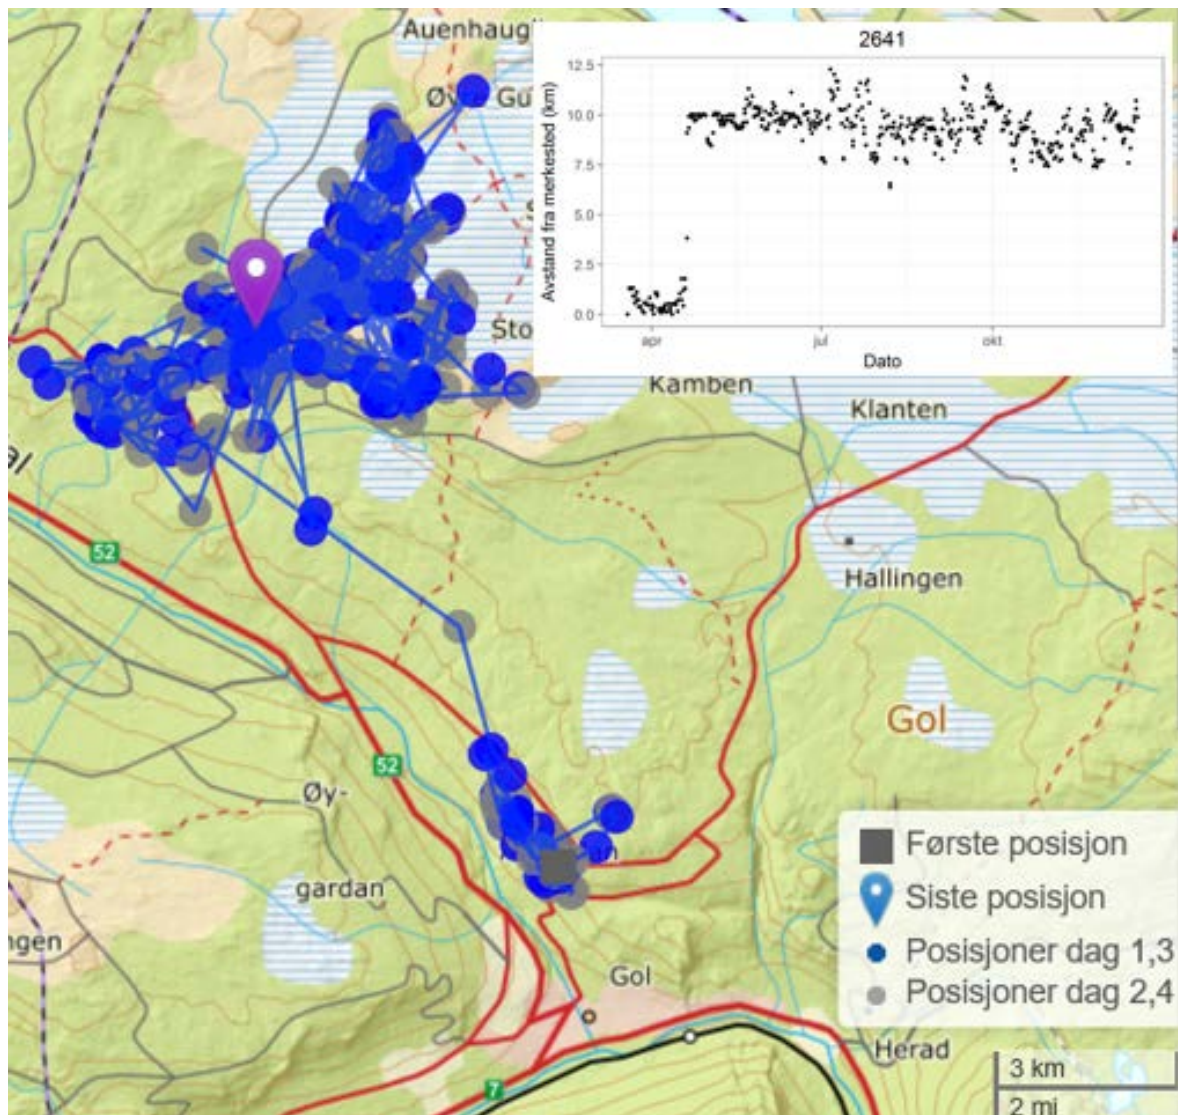 Auenhaugl
2641
Øv Gu
12.5
10.0
7.5
5.0
2.5
0.0
Avstand fra merkested (km)
apr
jul
okt
Dato
Sto
Kamben
Klanten
52
Hallingen
Gol
52
Øy-
gardan
ngen
Gol
Herad
7
Første posisjon
Siste posisjon
Posisjoner dag 1,3
Posisjoner dag 2,4
3 km
2 mi